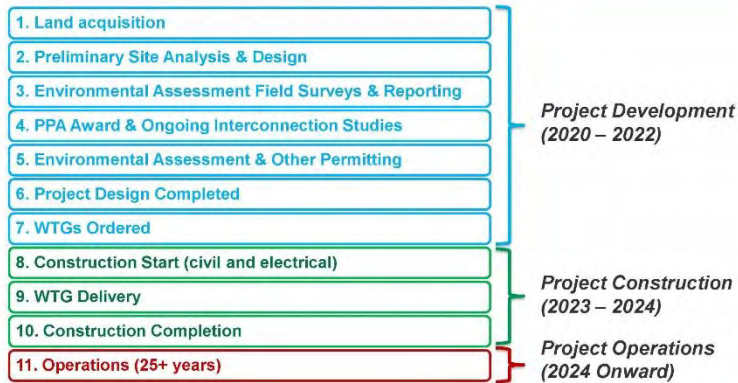 1. Land acquisition
2. Preliminary Site Analysis & Design
3. Environmental Assessment Field Surveys & Reporting
4. PPA Award & Ongoing Interconnection Studies
5. Environmental Assessment & Other Permitting
6. Project Design Completed
7. WTGs Ordered
Project Development
(2020 – 2022)
8. Construction Start (civil and electrical)
9. WTG Delivery
10. Construction Completion
Project Construction
(2023 – 2024)
11. Operations (25+ years)
Project Operations
(2024 Onward)